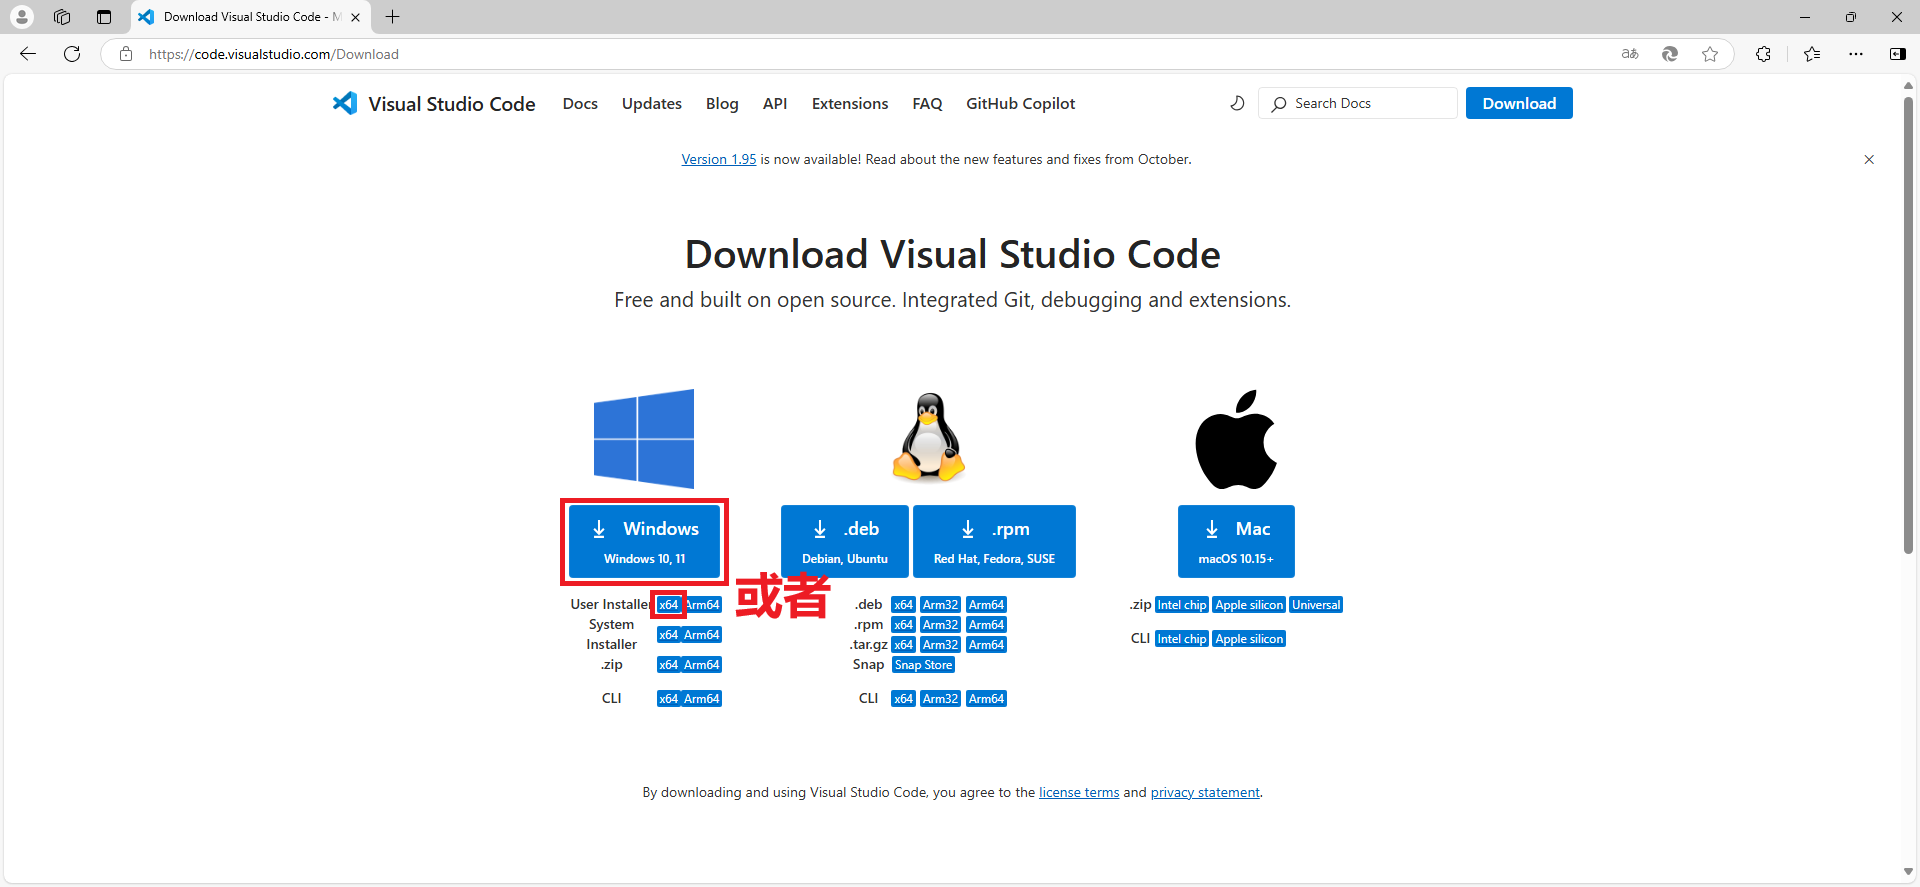 Download Visual Studio Code - M
https://code.visualstudio.com/Download
Visual Studio Code Docs Updates Blog API Extensions FAQ GitHub Copilot Search Docs Download
Version 1.95 is now available! Read about the new features and fixes from October.
Download Visual Studio Code
Free and built on open source. Integrated Git, debugging and extensions.
Windows
Windows 10, 11
.deb
Debian, Ubuntu
.rpm
Red Hat, Fedora, SUSE
Mac
macOS 10.15+
或者
User Installer x64 Arm64
System Installer x64 Arm64
.zip x64 Arm64
CLI x64 Arm64
.deb x64 Arm32 Arm64
.rpm x64 Arm32 Arm64
.tar.gz x64 Arm32 Arm64
Snap Snap Store
CLI x64 Arm32 Arm64
.zip Intel chip Apple silicon Universal
CLI Intel chip Apple silicon
By downloading and using Visual Studio Code, you agree to the license terms and privacy statement.